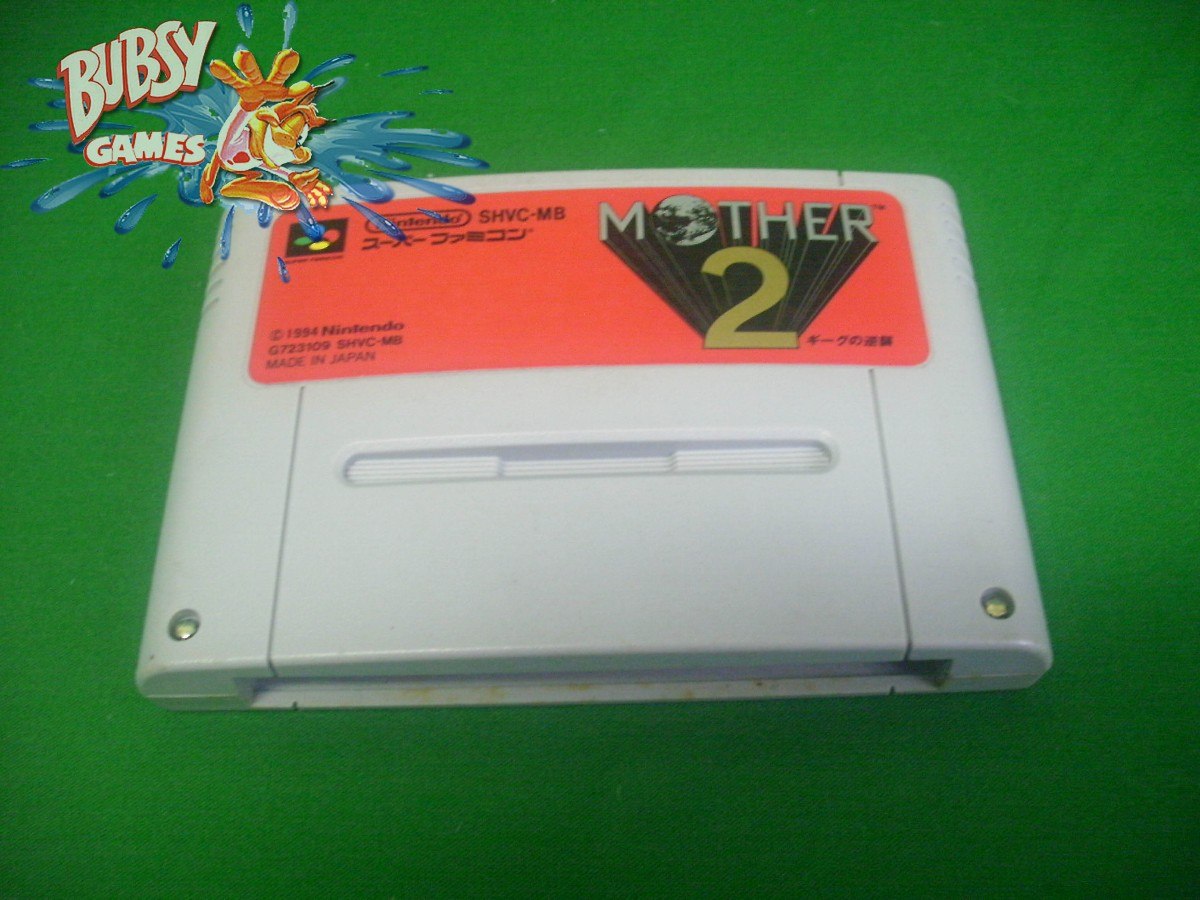 BUBSY
GAMES
Nintendo SHVC-MB
スーパーファミコン
MOTHER™
2
ギーグの逆襲
© 1994 Nintendo
G723109 SHVC-MB
MADE IN JAPAN